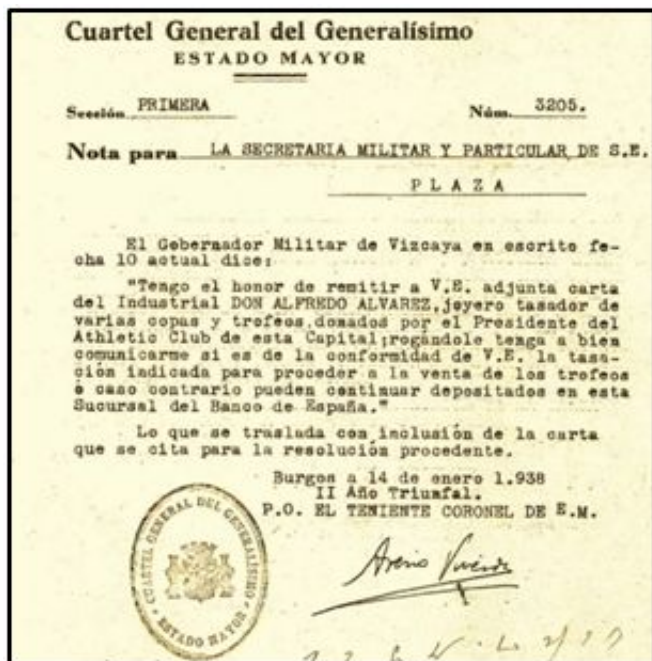 Cuartel General del Generalísimo
ESTADO MAYOR
Sección PRIMERA Núm. 3205.
Nota para LA SECRETARIA MILITAR Y PARTICULAR DE S.E.
PLAZA
El Gobernador Militar de Vizcaya en escrito fe-
cha 10 actual dice:
"Tengo el honor de remitir a V.E. adjunta carta
del Industrial DON ALFREDO ALVAREZ,joyero tasador de
varias copas y trofeos,donados por el Presidente del
Athletic Club de esta Capital;rogándole tenga a bien
comunicarme si es de la conformidad de V.E. la tasa-
ción indicada para proceder a la venta de los trofeos
ó caso contrario pueden continuar depositados en esta
Sucursal del Banco de España."
Lo que se traslada con inclusión de la carta
que se cita para la resolución procedente.
Burgos a 14 de enero 1.938
II Año Triunfal.
P.O. EL TENIENTE CORONEL DE E.M.
CUARTEL GENERAL DEL GENERALÍSIMO
ESTADO MAYOR